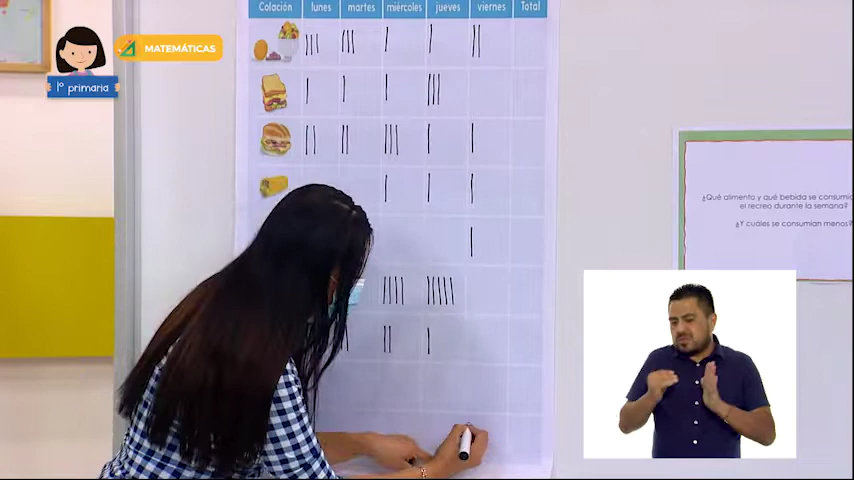 Colación lunes martes miércoles jueves viernes Total
MATEMÁTICAS
1° primaria
¿Qué alimento y qué bebida se
el recreo durante la semana?
¿Y cuáles se consumían menos?